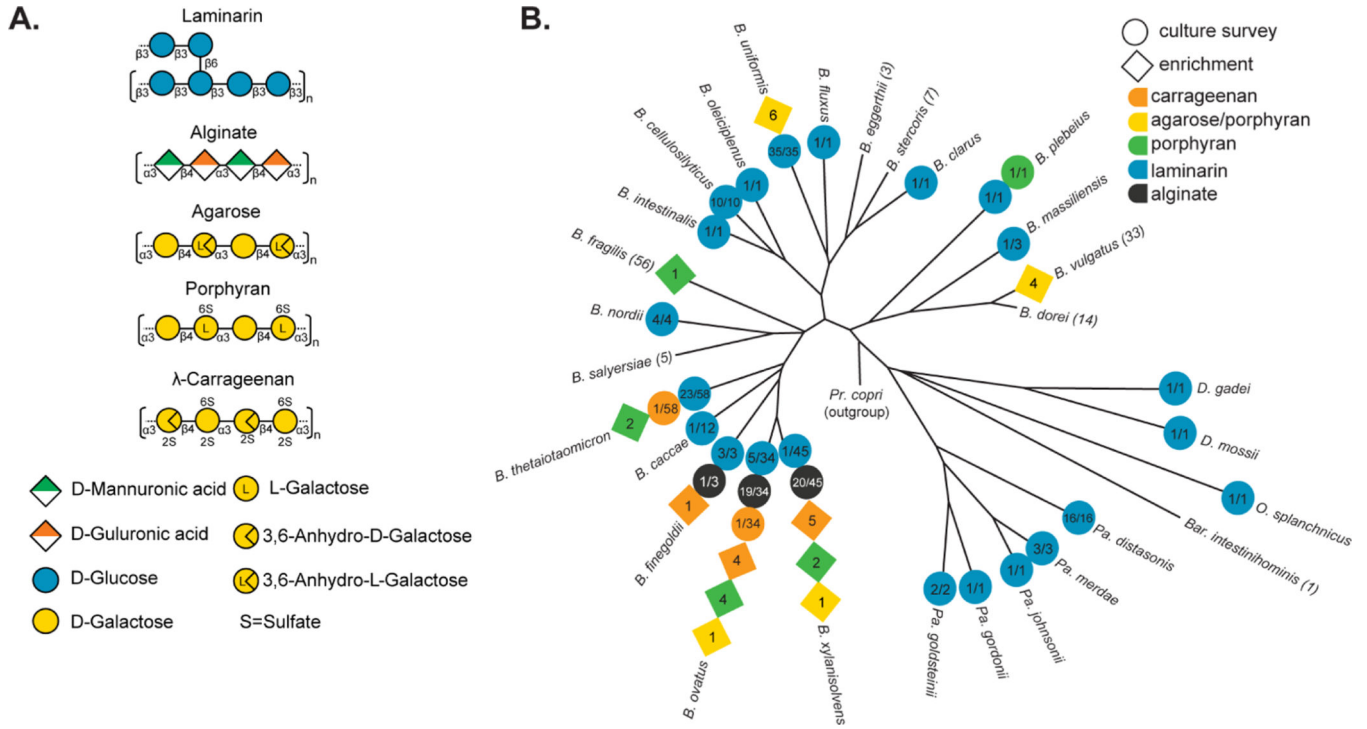 A.
Laminarin
β3 β3
β6
β3 β3 β3 β3 β3 n
Alginate
α3 β4 α3 β4 α3 n
Agarose
L L
α3 β4 α3 β4 α3 n
Porphyran
6S 6S
L L
β4 α3 β4 α3 n
λ-Carrageenan
6S 6S
α3 β4 α3 β4 α3 n
2S 2S 2S 2S
D-Mannuronic acid
L L-Galactose
D-Guluronic acid
3,6-Anhydro-D-Galactose
D-Glucose
L 3,6-Anhydro-L-Galactose
D-Galactose
S=Sulfate
B.
culture survey
enrichment
carrageenan
agarose/porphyran
porphyran
laminarin
alginate
B. uniformis
6
35/35
B. fluxus
1/1
B. eggerthii (3)
B. stercoris (7)
B. clarus
1/1
B. plebeius
1/1
1/1
B. massiliensis
1/3
B. vulgatus (33)
4
B. dorei (14)
B. oleiciplenus
1/1
B. cellulosilyticus
10/10
B. intestinalis
1/1
B. fragilis (56)
1
B. nordii
4/4
B. salyersiae (5)
Pr. copri
(outgroup)
D. gadei
1/1
D. mossii
1/1
O. splanchnicus
1/1
Bar. intestinihominis (1)
Pa. distasonis
16/16
Pa. merdae
3/3
Pa. johnsonii
1/1
Pa. gordonii
1/1
Pa. goldsteinii
2/2
B. thetaiotaomicron
23/58
1/58
2
B. caccae
1/12
B. finegoldii
3/3
1/3
1
B. ovatus
5/34
19/34
1/34
4
4
1
B. xylanisolvens
1/45
20/45
5
2
1